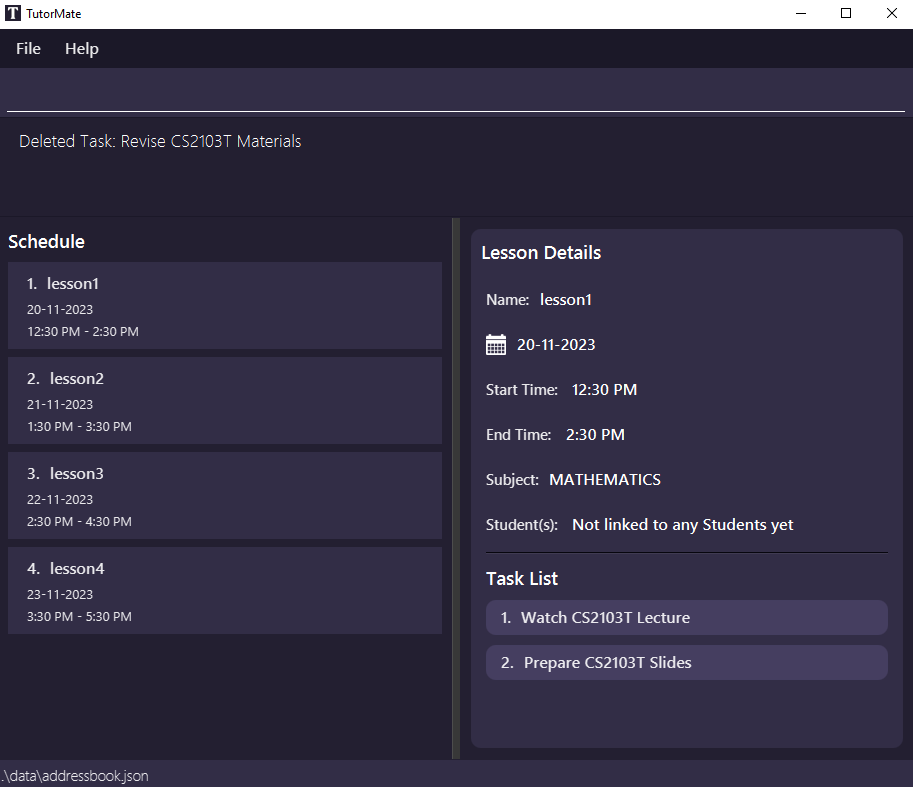 TutorMate
File Help
Deleted Task: Revise CS2103T Materials
Schedule
1. lesson1
20-11-2023
12:30 PM - 2:30 PM
2. lesson2
21-11-2023
1:30 PM - 3:30 PM
3. lesson3
22-11-2023
2:30 PM - 4:30 PM
4. lesson4
23-11-2023
3:30 PM - 5:30 PM
Lesson Details
Name: lesson1
20-11-2023
Start Time: 12:30 PM
End Time: 2:30 PM
Subject: MATHEMATICS
Student(s): Not linked to any Students yet
Task List
1. Watch CS2103T Lecture
2. Prepare CS2103T Slides
.\data\addressbook.json